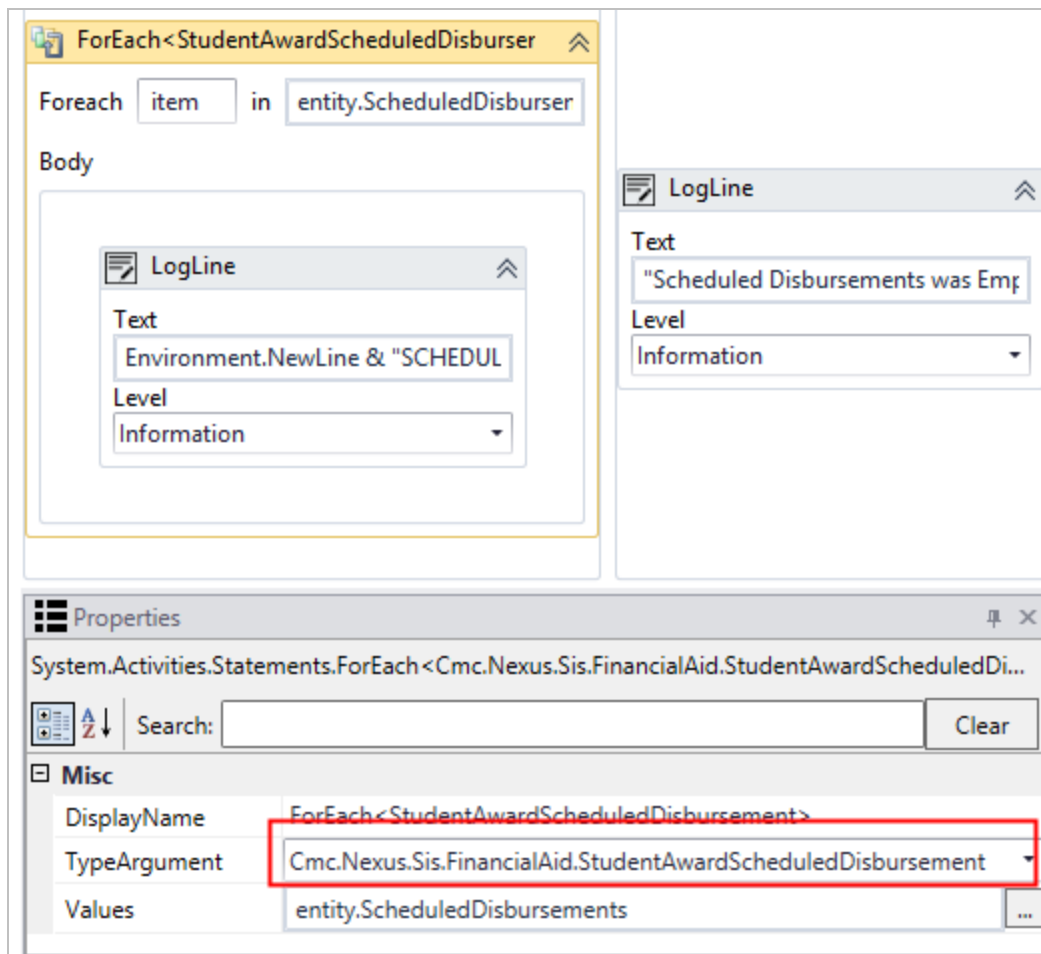 ForEach<StudentAwardScheduledDisburser
Foreach item in entity.ScheduledDisburser
Body
LogLine
Text
Environment.NewLine & "SCHEDUL
Level
Information
LogLine
Text
"Scheduled Disbursements was Emp
Level
Information
Properties
System.Activities.Statements.ForEach<Cmc.Nexus.Sis.FinancialAid.StudentAwardScheduledDi...
Search: Clear
Misc
DisplayName ForEach<StudentAwardScheduledDisbursement>
TypeArgument Cmc.Nexus.Sis.FinancialAid.StudentAwardScheduledDisbursement
Values entity.ScheduledDisbursements ...